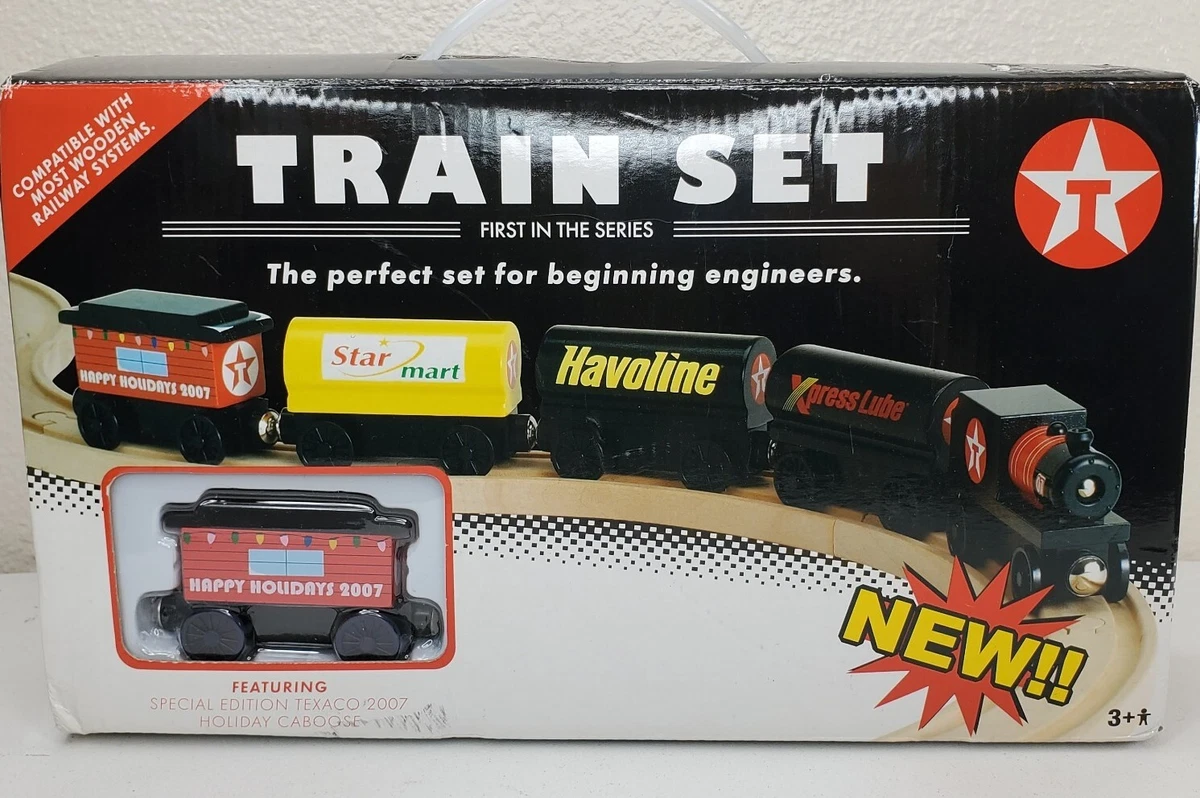 COMPATIBLE WITH
MOST WOODEN
RAILWAY SYSTEMS.
TRAIN SET
FIRST IN THE SERIES
The perfect set for beginning engineers.
T
HAPPY HOLIDAYS 2007
T
Star
mart
Havoline
Xpress Lube
HAPPY HOLIDAYS 2007
FEATURING
SPECIAL EDITION TEXACO 2007
HOLIDAY CABOOSE
NEW!!
3+